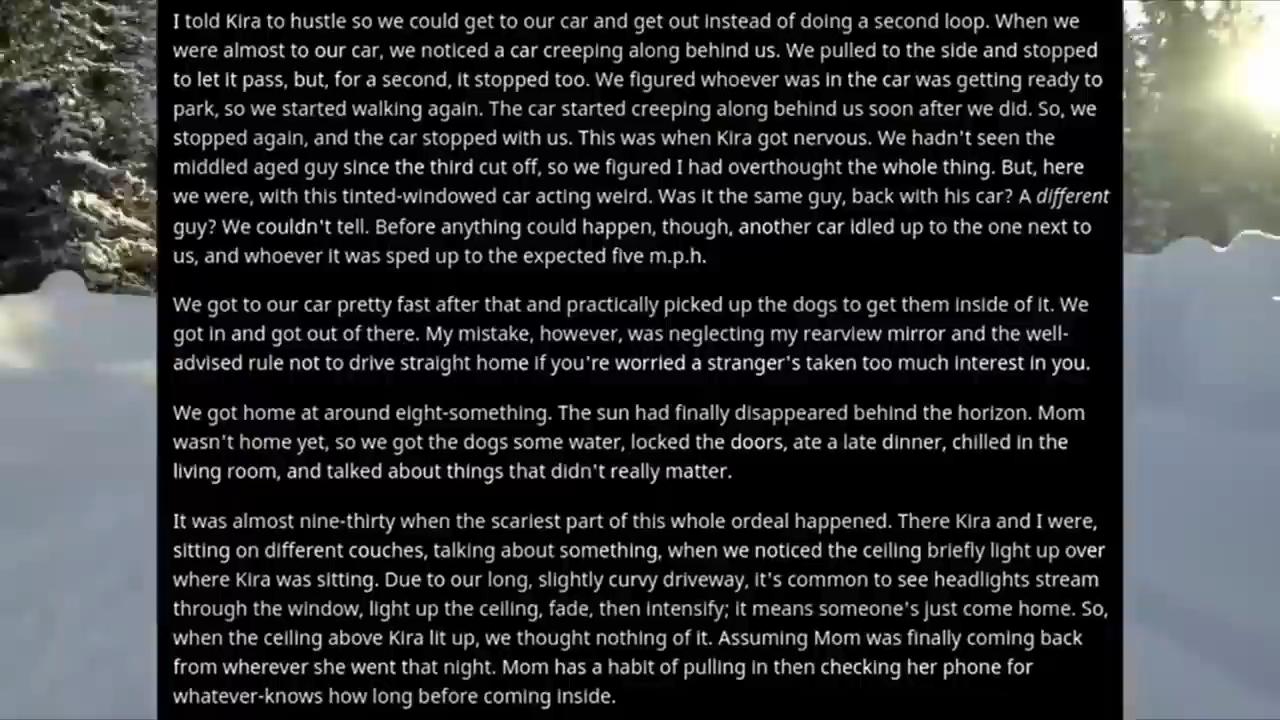 I told Kira to hustle so we could get to our car and get out instead of doing a second loop. When we
were almost to our car, we noticed a car creeping along behind us. We pulled to the side and stopped
to let it pass, but, for a second, it stopped too. We figured whoever was in the car was getting ready to
park, so we started walking again. The car started creeping along behind us soon after we did. So, we
stopped again, and the car stopped with us. This was when Kira got nervous. We hadn't seen the
middled aged guy since the third cut off, so we figured I had overthought the whole thing. But, here
we were, with this tinted-windowed car acting weird. Was it the same guy, back with his car? A different
guy? We couldn't tell. Before anything could happen, though, another car idled up to the one next to
us, and whoever it was sped up to the expected five m.p.h.
We got to our car pretty fast after that and practically picked up the dogs to get them inside of it. We
got in and got out of there. My mistake, however, was neglecting my rearview mirror and the well-
advised rule not to drive straight home if you're worried a stranger's taken too much interest in you.
We got home at around eight-something. The sun had finally disappeared behind the horizon. Mom
wasn't home yet, so we got the dogs some water, locked the doors, ate a late dinner, chilled in the
living room, and talked about things that didn't really matter.
It was almost nine-thirty when the scariest part of this whole ordeal happened. There Kira and I were,
sitting on different couches, talking about something, when we noticed the ceiling briefly light up over
where Kira was sitting. Due to our long, slightly curvy driveway, it's common to see headlights stream
through the window, light up the ceiling, fade, then intensify; it means someone's just come home. So,
when the ceiling above Kira lit up, we thought nothing of it. Assuming Mom was finally coming back
from wherever she went that night. Mom has a habit of pulling in then checking her phone for
whatever-knows how long before coming inside.